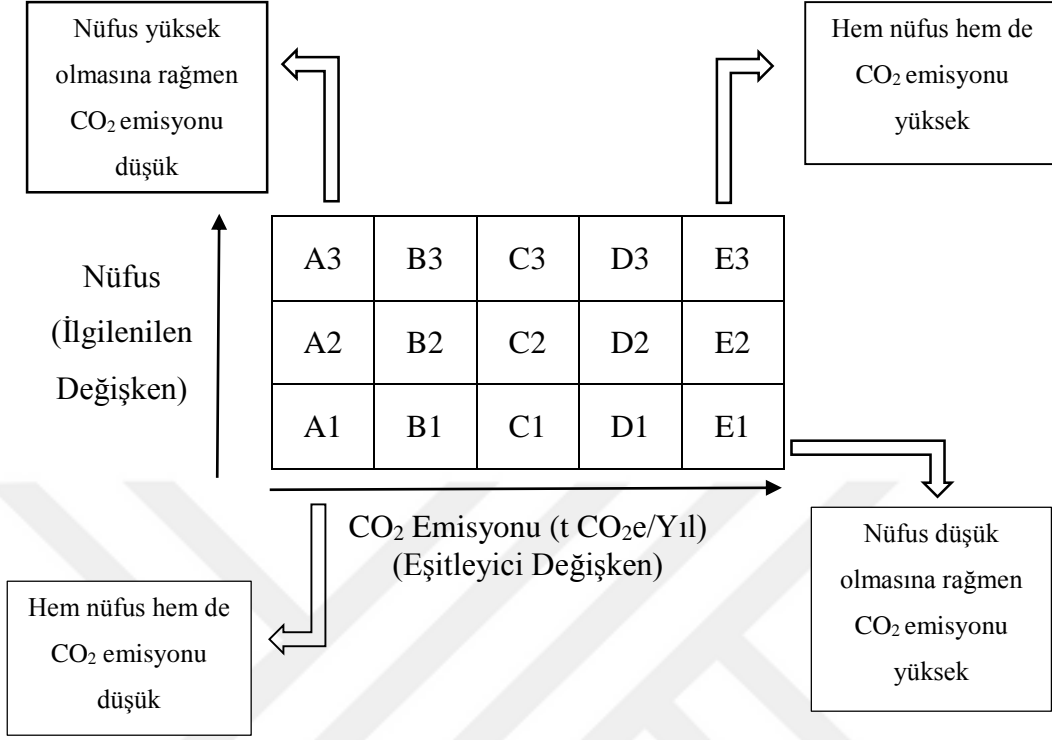 Nüfus yüksek
olmasına rağmen
CO₂ emisyonu
düşük
Hem nüfus hem de
CO₂ emisyonu
yüksek
Nüfus
(İlgilenilen
Değişken)
A3 B3 C3 D3 E3
A2 B2 C2 D2 E2
A1 B1 C1 D1 E1
CO₂ Emisyonu (t CO₂e/Yıl)
(Eşitleyici Değişken)
Hem nüfus hem de
CO₂ emisyonu
düşük
Nüfus düşük
olmasına rağmen
CO₂ emisyonu
yüksek